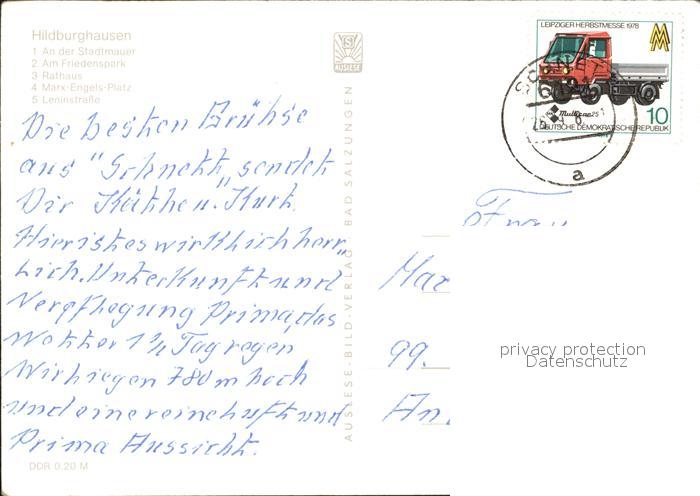 Hildburghausen
1 An der Stadtmauer
2 Am Friedenspark
3 Rathaus
4 Marx-Engels-Platz
5 Leninstraße
Die besten Grühse
aus "Schnett" sendet
Dir Käthe u. Kurt.
Hier ist es wirklich herr„
lich. Unterkunft und
Verpflegung Prima, das
Wetter 1½ Tag regen
Wir liegen 780 m hoch
und eine reine Luft und
Prima Aussicht.
DDR 0,20 M
AUSLESE-BILD-VERLAG BAD SALZUNGEN
LEIPZIGER HERBSTMESSE 1978
Multicar 25
10
DEUTSCHE DEMOKRATISCHE REPUBLIK
a
Frau
99.
privacy protection
Datenschutz